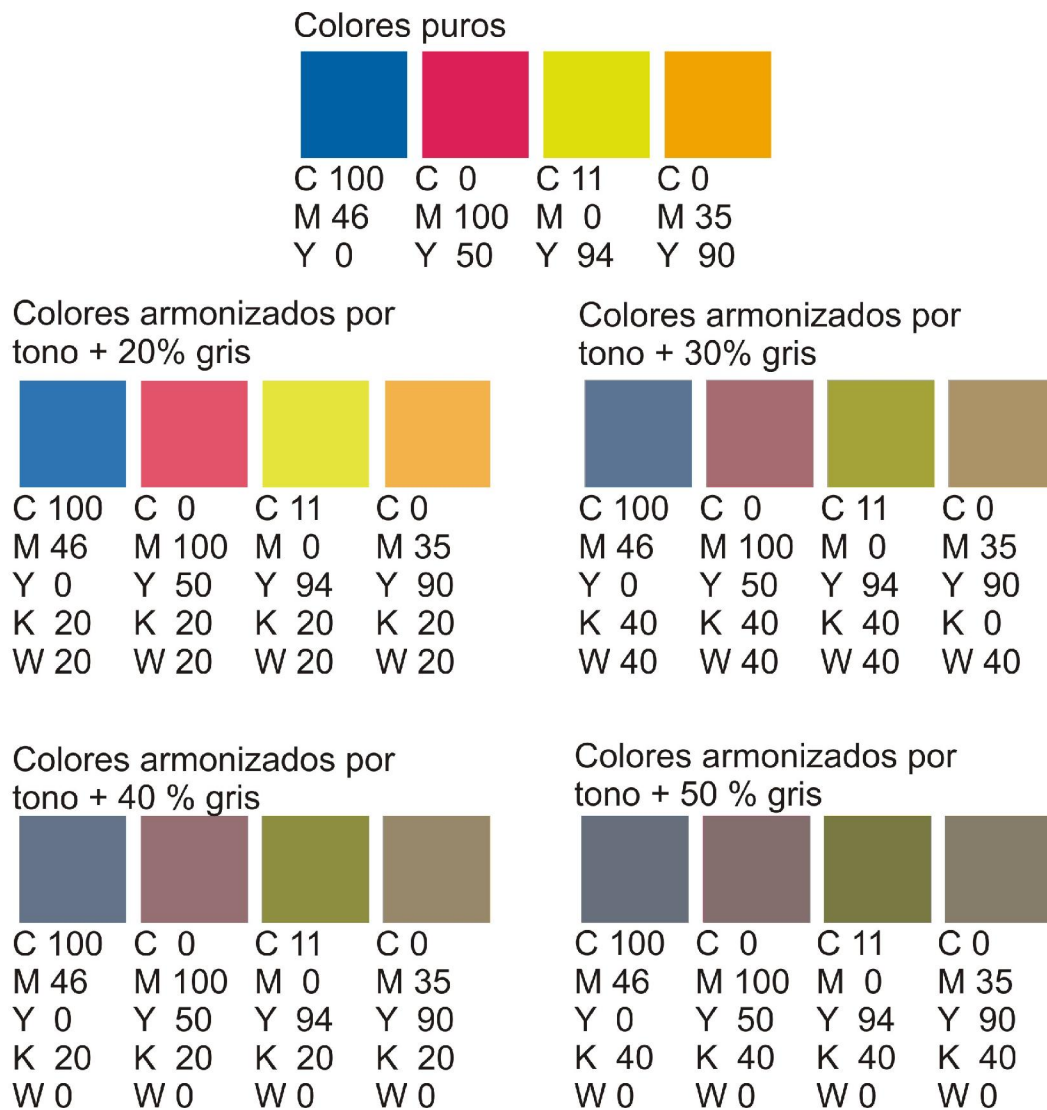 Colores puros
C 100 C 0 C 11 C 0
M 46 M 100 M 0 M 35
Y 0 Y 50 Y 94 Y 90
Colores armonizados por
tono + 20% gris
C 100 C 0 C 11 C 0
M 46 M 100 M 0 M 35
Y 0 Y 50 Y 94 Y 90
K 20 K 20 K 20 K 20
W 20 W 20 W 20 W 20
Colores armonizados por
tono + 30% gris
C 100 C 0 C 11 C 0
M 46 M 100 M 0 M 35
Y 0 Y 50 Y 94 Y 90
K 40 K 40 K 40 K 0
W 40 W 40 W 40 W 40
Colores armonizados por
tono + 40 % gris
C 100 C 0 C 11 C 0
M 46 M 100 M 0 M 35
Y 0 Y 50 Y 94 Y 90
K 20 K 20 K 20 K 20
W 0 W 0 W 0 W 0
Colores armonizados por
tono + 50 % gris
C 100 C 0 C 11 C 0
M 46 M 100 M 0 M 35
Y 0 Y 50 Y 94 Y 90
K 40 K 40 K 40 K 40
W 0 W 0 W 0 W 0